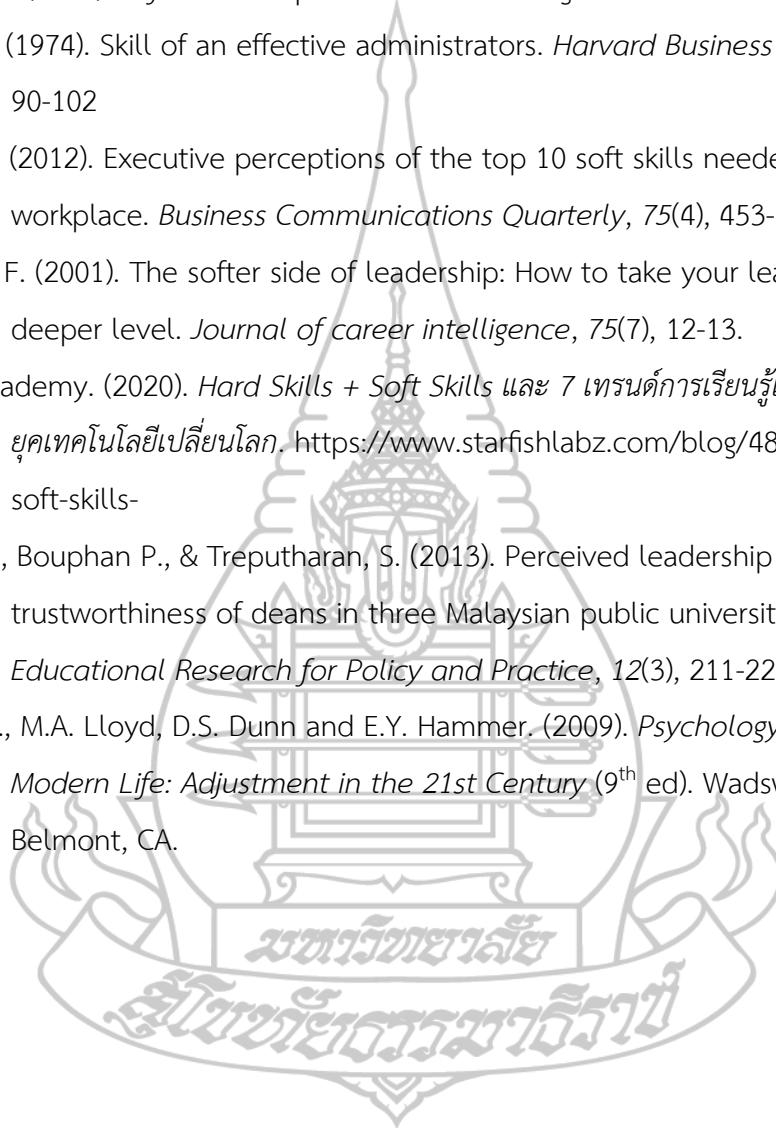 (1974). Skill of an effective administrators. Harvard Business
90-102
(2012). Executive perceptions of the top 10 soft skills neede
workplace. Business Communications Quarterly, 75(4), 453-
F. (2001). The softer side of leadership: How to take your lea
deeper level. Journal of career intelligence, 75(7), 12-13.
ademy. (2020). Hard Skills + Soft Skills และ 7 เทรนด์การเรียนรู้
ยุคเทคโนโลยีเปลี่ยนโลก. https://www.starfishlabz.com/blog/48
soft-skills-
, Bouphan P., & Treputharan, S. (2013). Perceived leadership
trustworthiness of deans in three Malaysian public universit
Educational Research for Policy and Practice, 12(3), 211-22
., M.A. Lloyd, D.S. Dunn and E.Y. Hammer. (2009). Psychology
Modern Life: Adjustment in the 21st Century (9th ed). Wadsw
Belmont, CA.
มหาวิทยาลัย
สุโขทัยธรรมาธิราช